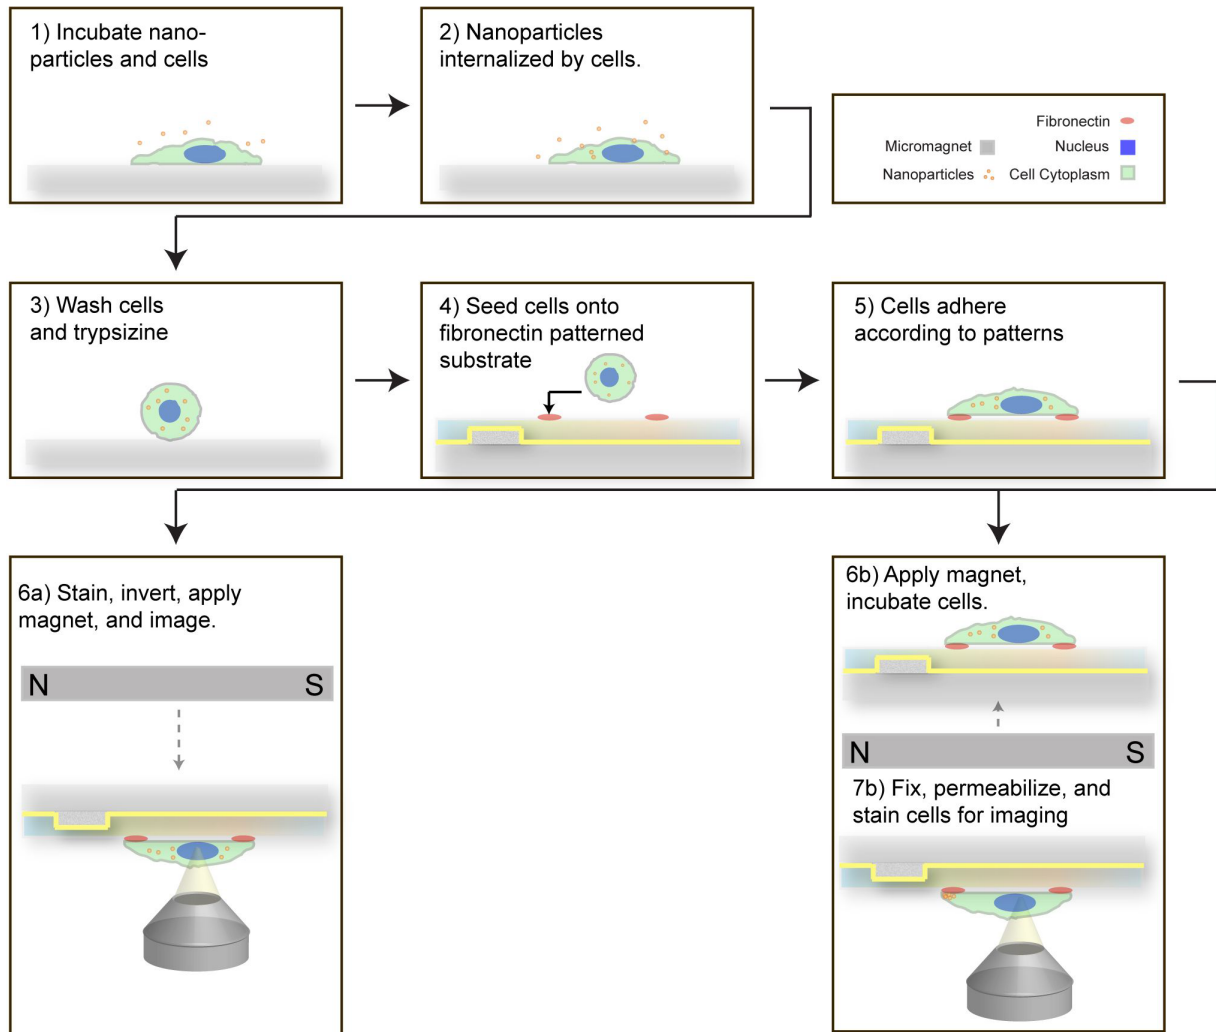 1) Incubate nano-
particles and cells
2) Nanoparticles
internalized by cells.
Fibronectin
Micromagnet
Nucleus
Nanoparticles
Cell Cytoplasm
3) Wash cells
and trypsizine
4) Seed cells onto
fibronectin patterned
substrate
5) Cells adhere
according to patterns
6a) Stain, invert, apply
magnet, and image.
N S
6b) Apply magnet,
incubate cells.
N S
7b) Fix, permeabilize, and
stain cells for imaging